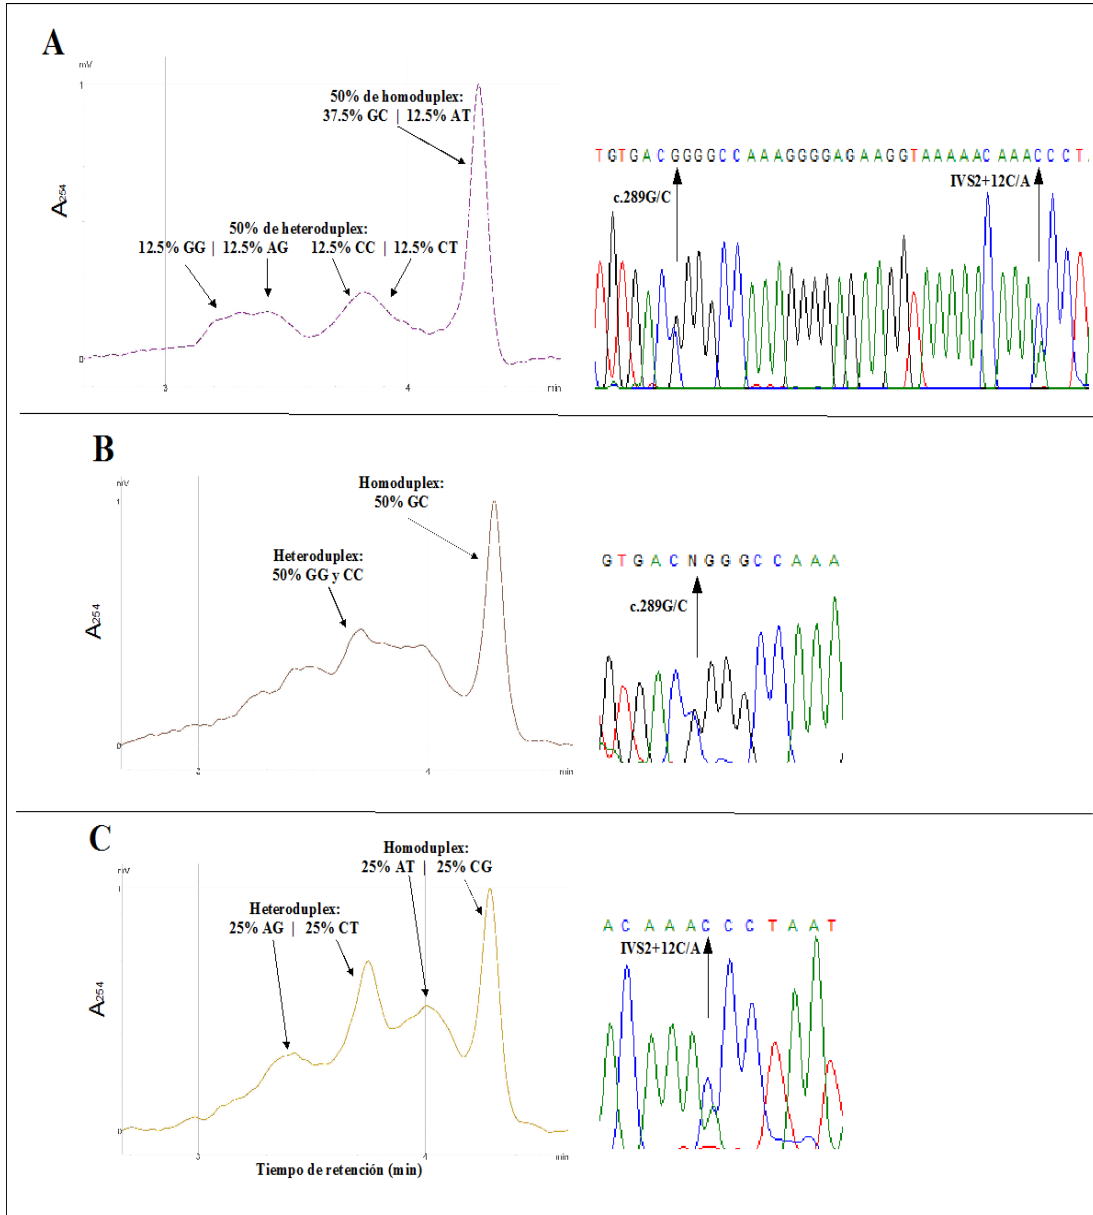 A
mV
1
50% de homoduplex:
37.5% GC | 12.5% AT
A254
50% de heteroduplex:
12.5% GG | 12.5% AG 12.5% CC | 12.5% CT
0
3
4
min
TGTGACGGGGCCAAAGGGGAGAAGGTAAAAACAAACCCTA
c.289G/C
IVS2+12C/A
B
mV
1
Homoduplex:
50% GC
Heteroduplex:
50% GG y CC
A254
0
3
4
min
GTGACNGGGCCAAA
c.289G/C
C
mV
1
Homoduplex:
25% AT | 25% CG
Heteroduplex:
25% AG | 25% CT
A254
0
3
4
min
Tiempo de retención (min)
ACAAACCCTAAT
IVS2+12C/A